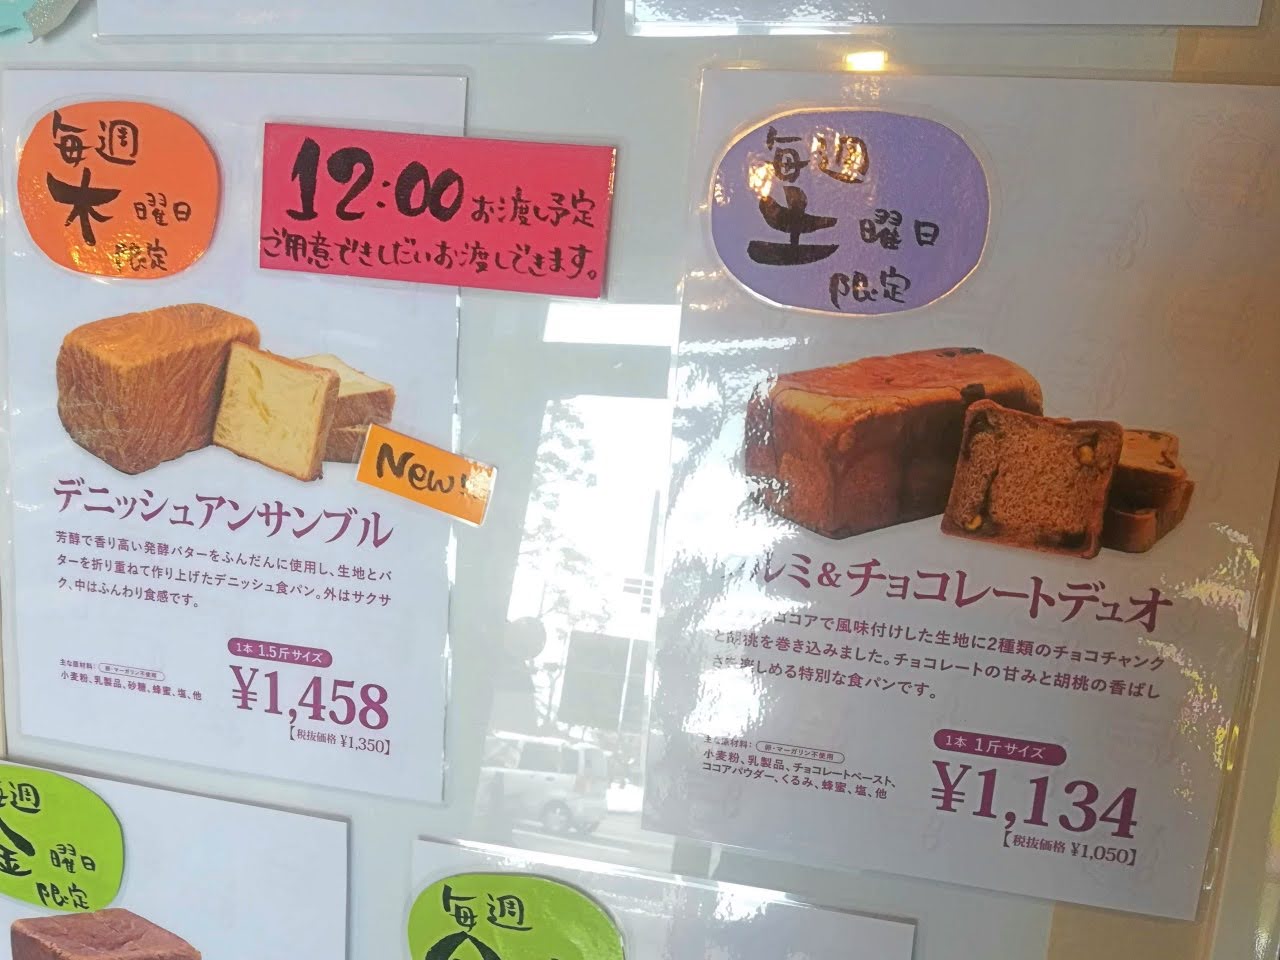 毎週
木曜日
限定
12:00お渡し予定
ご用意できしだいお渡しできます。
New!
デニッシュアンサンブル
芳醇で香り高い発酵バターをふんだんに使用し、生地とバ
ターを折り重ねて作り上げたデニッシュ食パン。外はサクサ
ク、中はふんわり食感です。
1本 1.5斤サイズ
主な原材料: 卵・マーガリン不使用
小麦粉、乳製品、砂糖、蜂蜜、塩、他
¥1,458
【税抜価格 ¥1,350】
毎週
土曜日
限定
ルミ&チョコレートデュオ
ココアで風味付けした生地に2種類のチョコチャンク
と胡桃を巻き込みました。チョコレートの甘みと胡桃の香ばし
さを楽しめる特別な食パンです。
1本 1斤サイズ
主な原材料: 卵・マーガリン不使用
小麦粉、乳製品、チョコレートペースト、
ココアパウダー、くるみ、蜂蜜、塩、他
¥1,134
【税抜価格 ¥1,050】
毎週
金曜日
限定
毎週